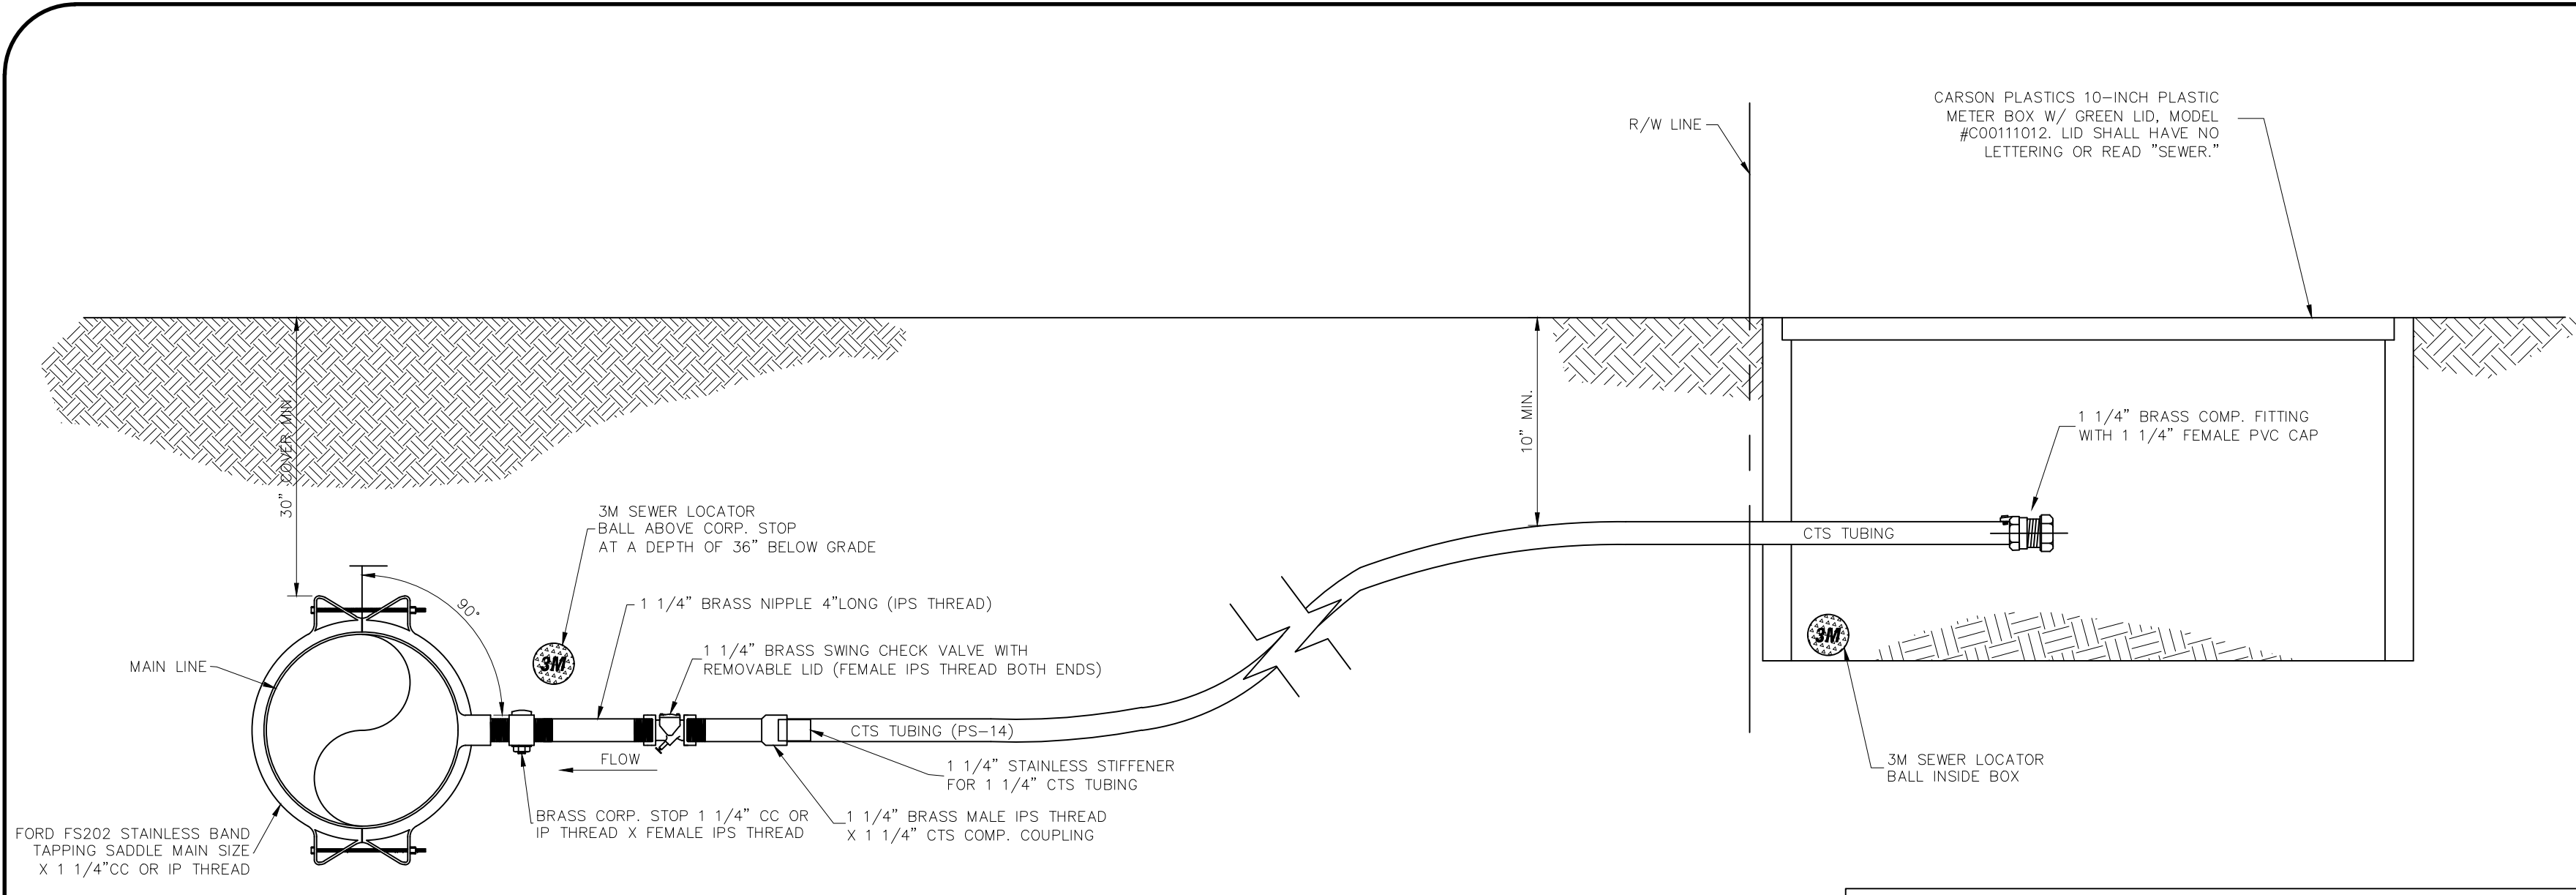 CARSON PLASTICS 10-INCH PLASTIC
METER BOX W/ GREEN LID, MODEL
#C00111012. LID SHALL HAVE NO
LETTERING OR READ "SEWER."
R/W LINE
30" COVER MIN
10" MIN.
1 1/4" BRASS COMP. FITTING
WITH 1 1/4" FEMALE PVC CAP
3M SEWER LOCATOR
BALL ABOVE CORP. STOP
AT A DEPTH OF 36" BELOW GRADE
CTS TUBING
90°
1 1/4" BRASS NIPPLE 4"LONG (IPS THREAD)
3M
3M
1 1/4" BRASS SWING CHECK VALVE WITH
REMOVABLE LID (FEMALE IPS THREAD BOTH ENDS)
MAIN LINE
CTS TUBING (PS-14)
FLOW
1 1/4" STAINLESS STIFFENER
FOR 1 1/4" CTS TUBING
3M SEWER LOCATOR
BALL INSIDE BOX
BRASS CORP. STOP 1 1/4" CC OR
IP THREAD X FEMALE IPS THREAD
1 1/4" BRASS MALE IPS THREAD
X 1 1/4" CTS COMP. COUPLING
FORD FS202 STAINLESS BAND
TAPPING SADDLE MAIN SIZE
X 1 1/4"CC OR IP THREAD